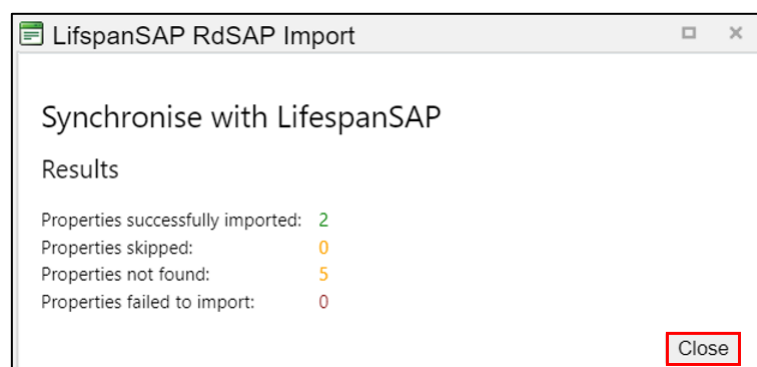 LifspanSAP RdSAP Import
Synchronise with LifespanSAP
Results
Properties successfully imported: 2
Properties skipped: 0
Properties not found: 5
Properties failed to import: 0
Close